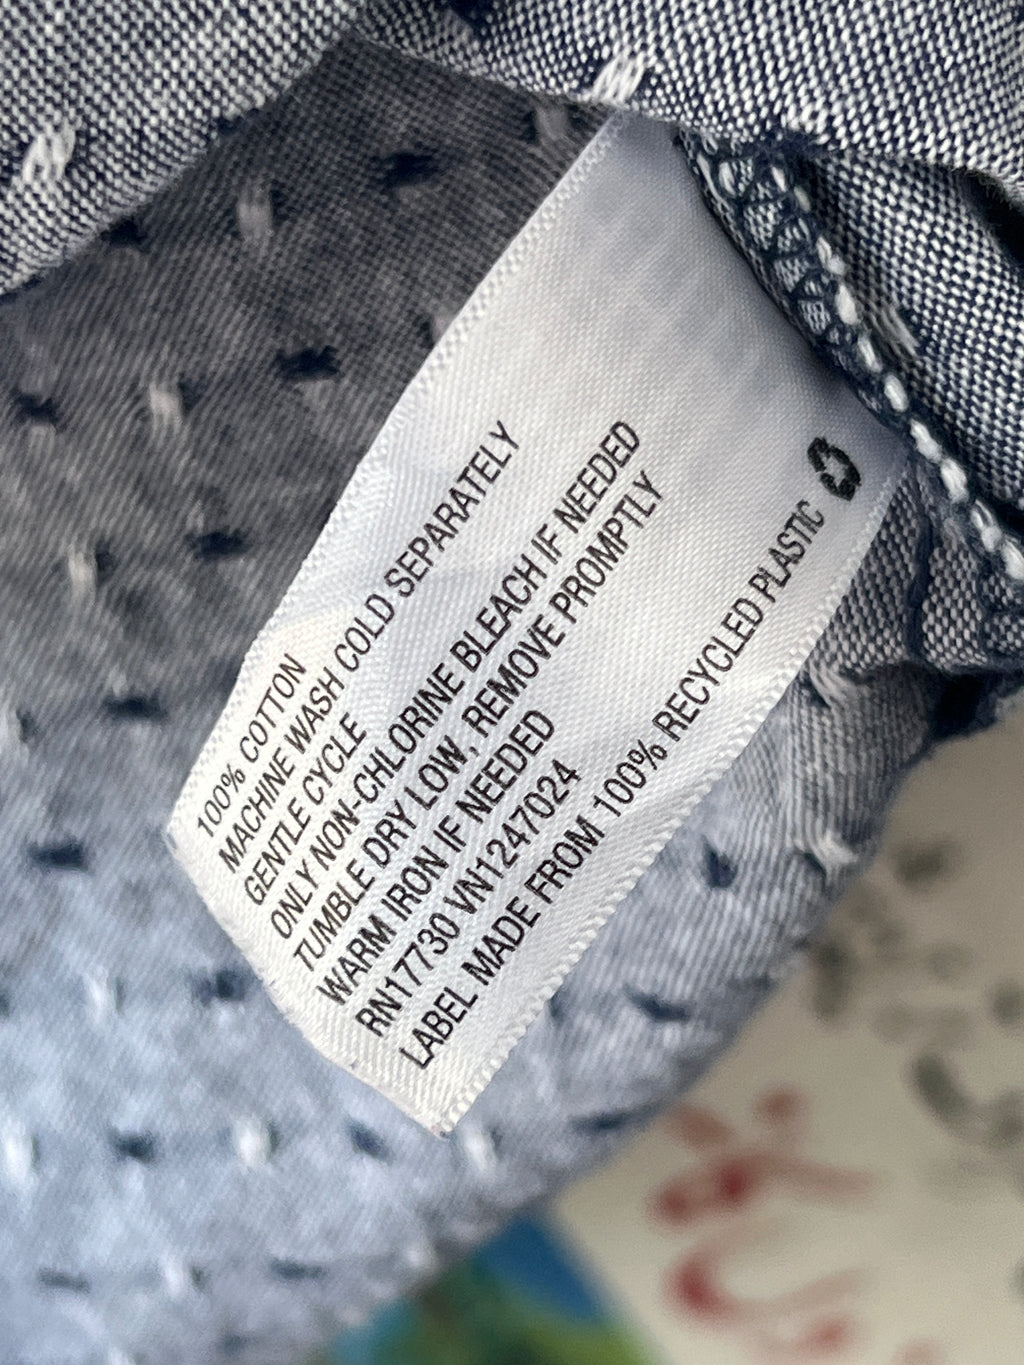 100% COTTON
MACHINE WASH COLD SEPARATELY
GENTLE CYCLE
ONLY NON-CHLORINE BLEACH IF NEEDED
TUMBLE DRY LOW, REMOVE PROMPTLY
WARM IRON IF NEEDED
RN17730 VN1247024
LABEL MADE FROM 100% RECYCLED PLASTIC